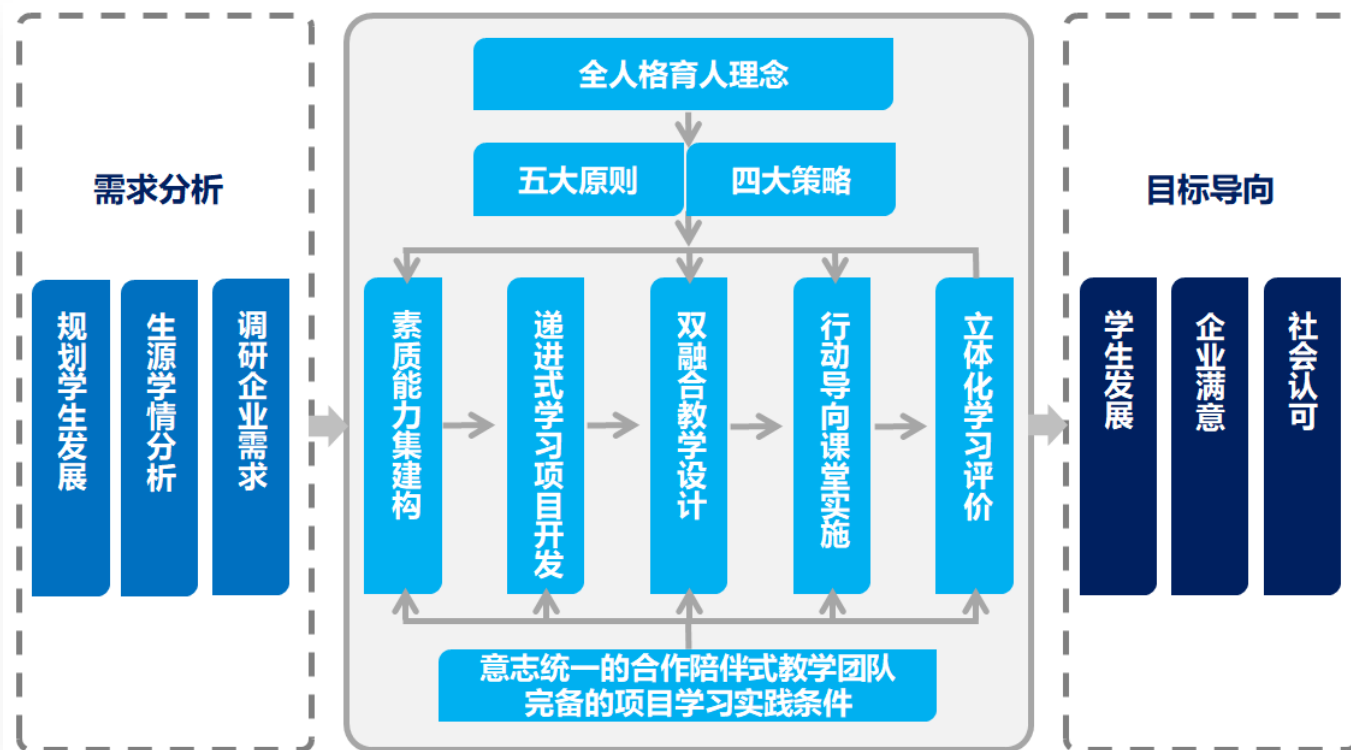 需求分析
规划学生发展
生源学情分析
调研企业需求
全人格育人理念
五大原则
四大策略
素质能力集建构
递进式学习项目开发
双融合教学设计
行动导向课堂实施
立体化学习评价
意志统一的合作陪伴式教学团队
完备的项目学习实践条件
目标导向
学生发展
企业满意
社会认可